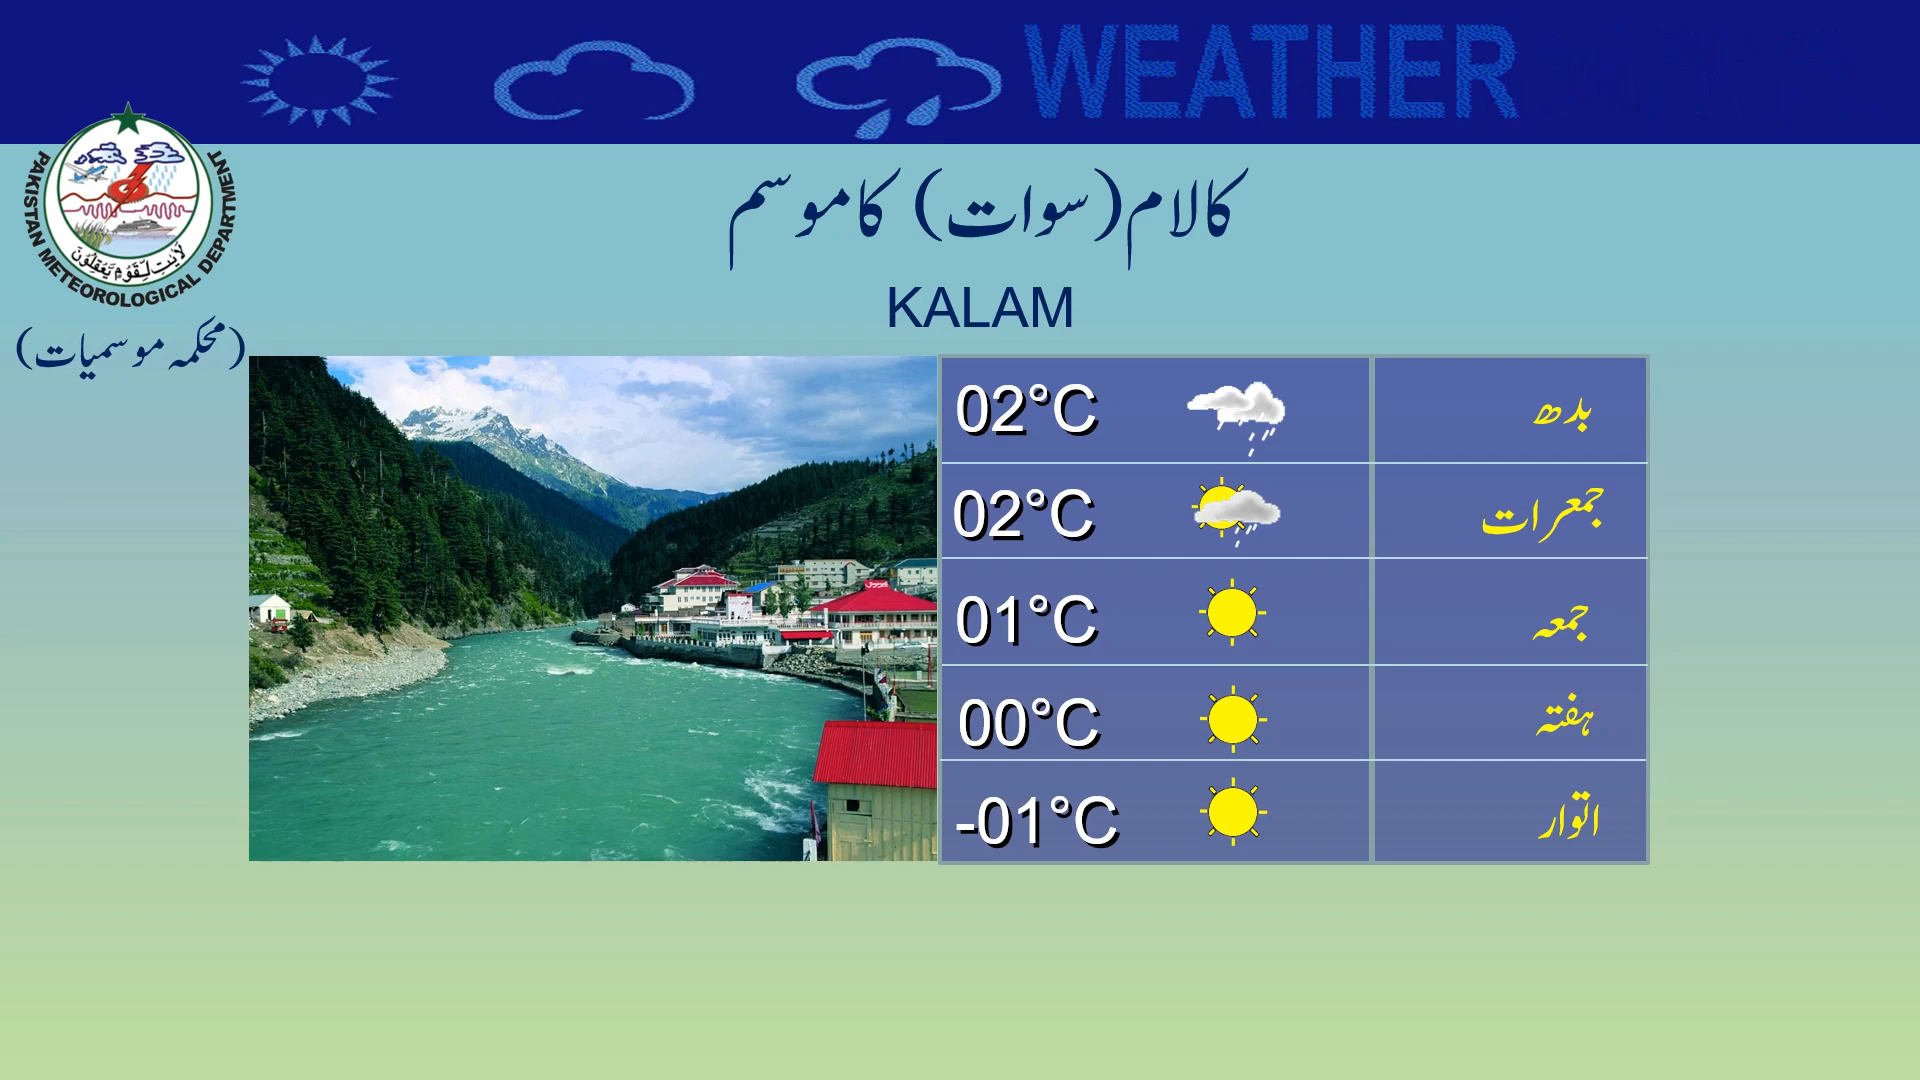 WEATHER
PAKISTAN METEOROLOGICAL DEPARTMENT
لَاٰیٰتٍ لِّقَوْمٍ یَّعْقِلُوْنَ
(محکمہ موسمیات)
کالام (سوات) کا موسم
KALAM
02°C بدھ
02°C جمعرات
01°C جمعہ
00°C ہفتہ
-01°C اتوار